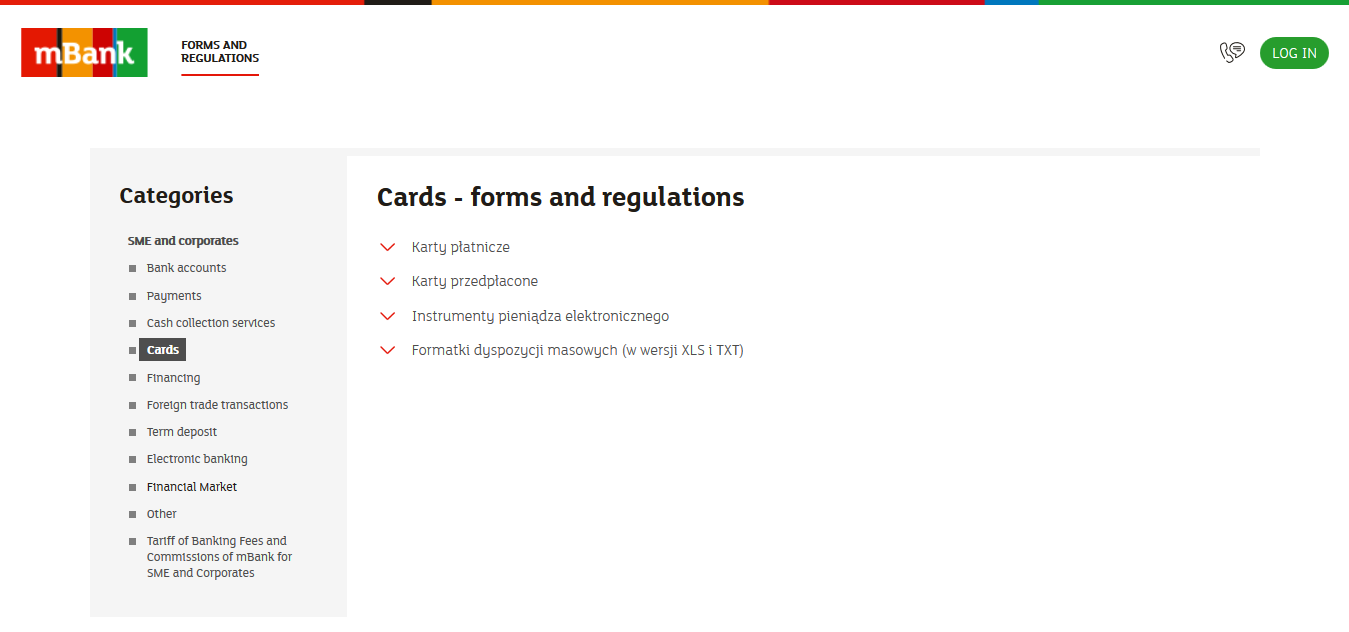 mBank
FORMS AND
REGULATIONS
LOG IN
Categories
SME and corporates
Bank accounts
Payments
Cash collection services
Cards
Financing
Foreign trade transactions
Term deposit
Electronic banking
Financial Market
Other
Tariff of Banking Fees and
Commissions of mBank for
SME and Corporates
Cards - forms and regulations
Karty płatnicze
Karty przedpłacone
Instrumenty pieniądza elektronicznego
Formatki dyspozycji masowych (w wersji XLS i TXT)